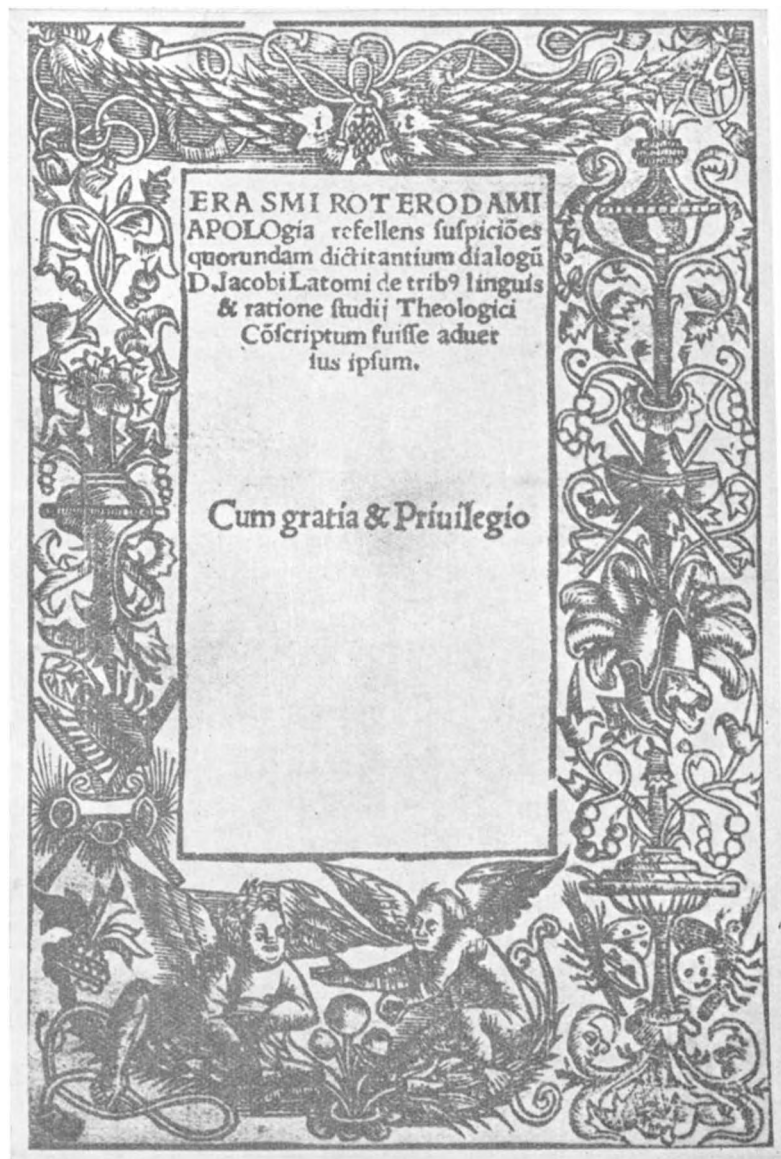 i t
ERASMI ROTERODAMI
APOLOgia refellens ſuſpiciões
quorundam dictitantium dialogũ
D.Jacobi Latomi de tribꝰ linguis
& ratione ſtudij Theologici
Cõſcriptum fuiſſe aduer
ſus ipſum.
Cum gratia & Priuilegio